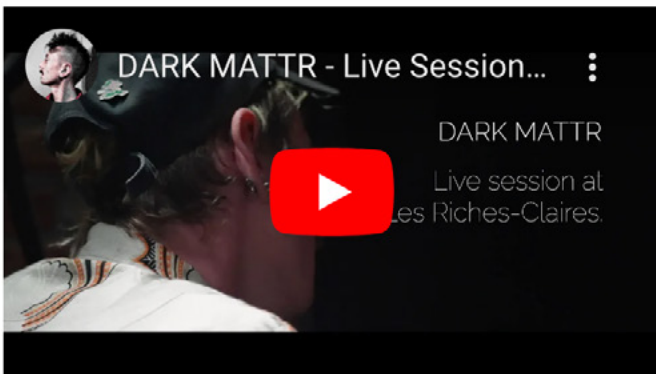 DARK MATTR - Live Session...
DARK MATTR
Live session at
Les Riches-Claires.